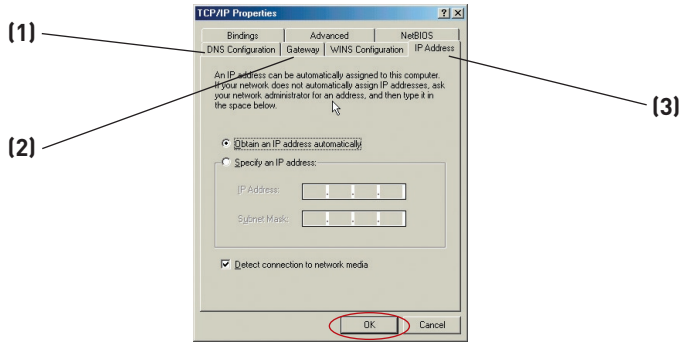 TCP/IP Properties
Bindings Advanced NetBIOS
DNS Configuration Gateway WINS Configuration IP Address
An IP address can be automatically assigned to this computer.
If your network does not automatically assign IP addresses, ask
your network administrator for an address, and then type it in
the space below.
Obtain an IP address automatically
Specify an IP address:
IP Address:
Subnet Mask:
Detect connection to network media
OK Cancel
(1)
(2)
(3)